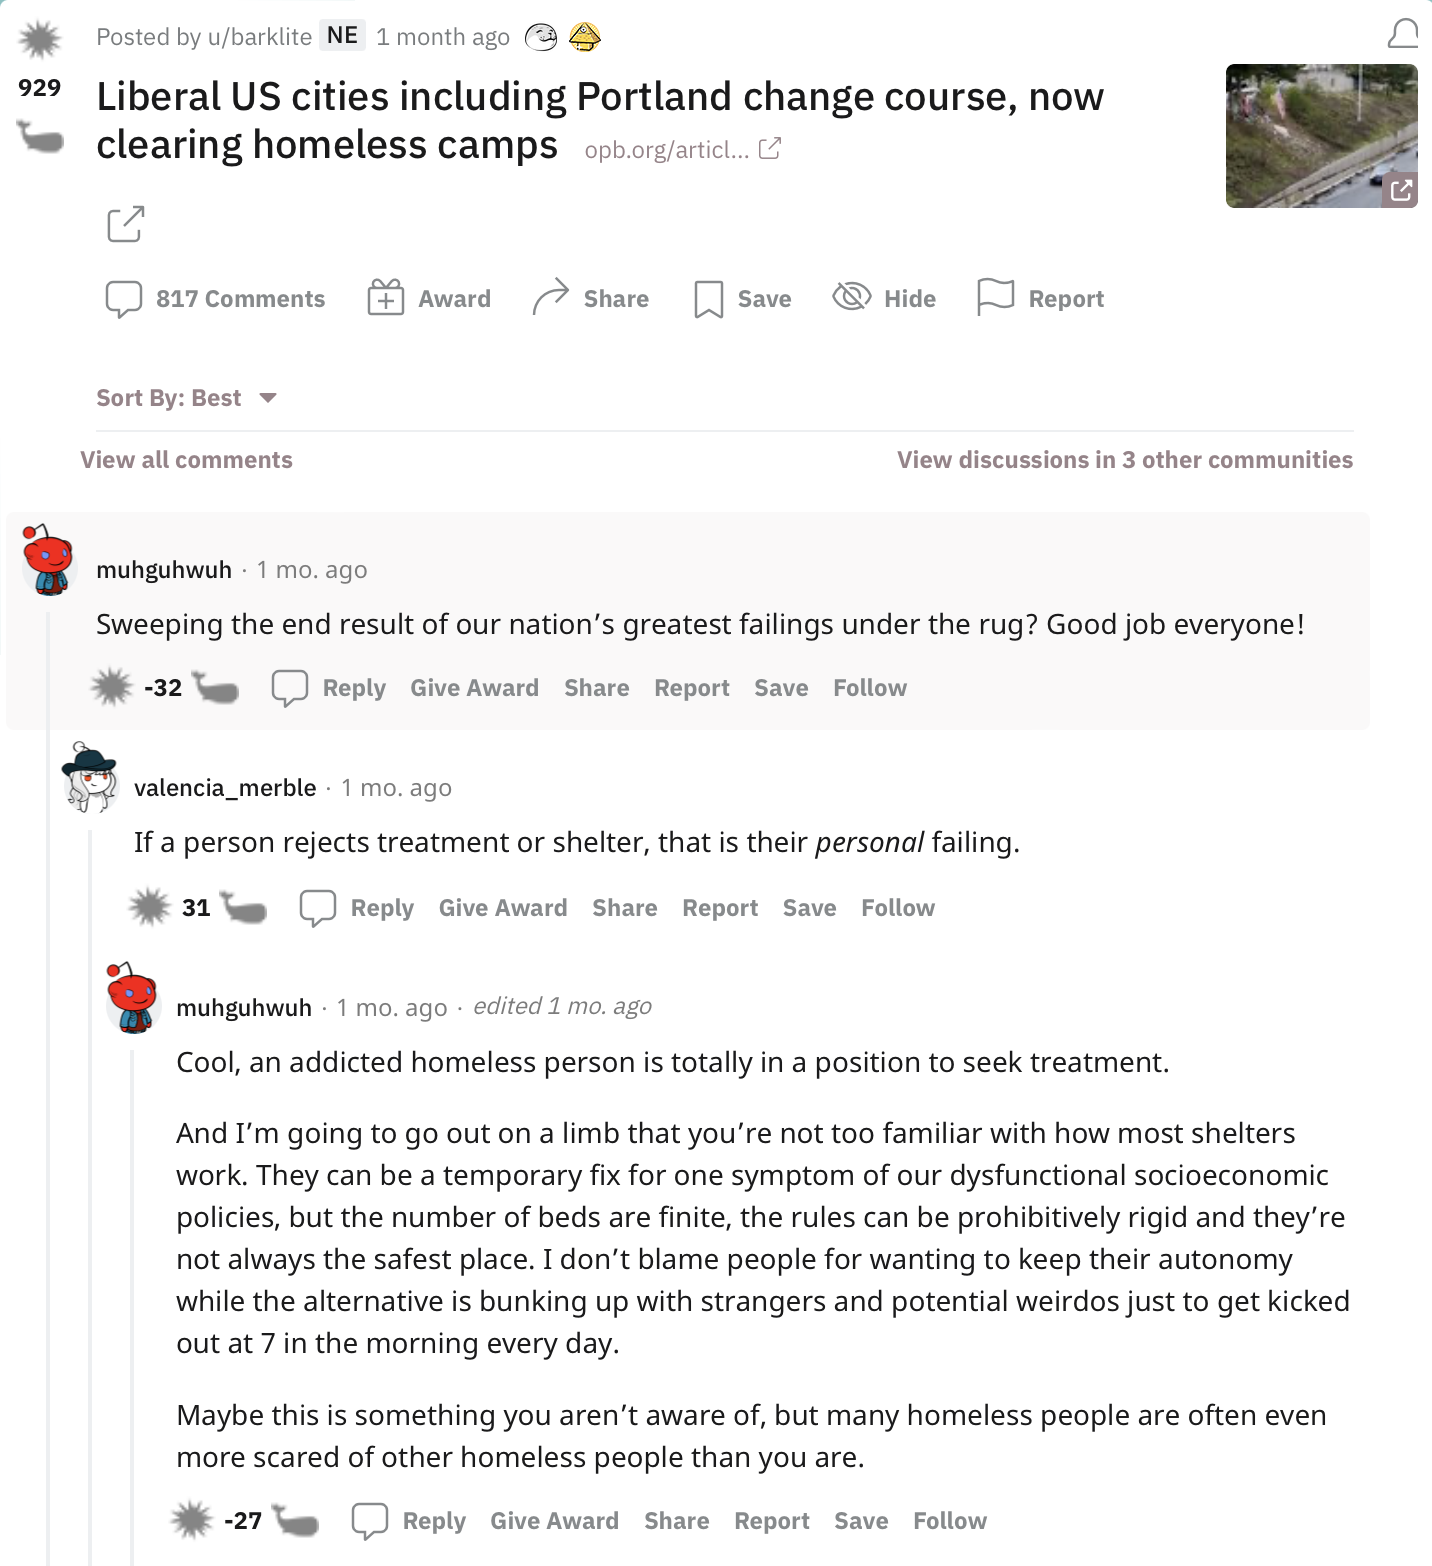 Posted by u/barklite NE 1 month ago
929
Liberal US cities including Portland change course, now
clearing homeless camps opb.org/articl...
817 Comments Award Share Save Hide Report
Sort By: Best
View all comments View discussions in 3 other communities
muhguhwuh · 1 mo. ago
Sweeping the end result of our nation’s greatest failings under the rug? Good job everyone!
-32 Reply Give Award Share Report Save Follow
valencia_merble · 1 mo. ago
If a person rejects treatment or shelter, that is their personal failing.
31 Reply Give Award Share Report Save Follow
muhguhwuh · 1 mo. ago · edited 1 mo. ago
Cool, an addicted homeless person is totally in a position to seek treatment.
And I’m going to go out on a limb that you’re not too familiar with how most shelters
work. They can be a temporary fix for one symptom of our dysfunctional socioeconomic
policies, but the number of beds are finite, the rules can be prohibitively rigid and they’re
not always the safest place. I don’t blame people for wanting to keep their autonomy
while the alternative is bunking up with strangers and potential weirdos just to get kicked
out at 7 in the morning every day.
Maybe this is something you aren’t aware of, but many homeless people are often even
more scared of other homeless people than you are.
-27 Reply Give Award Share Report Save Follow